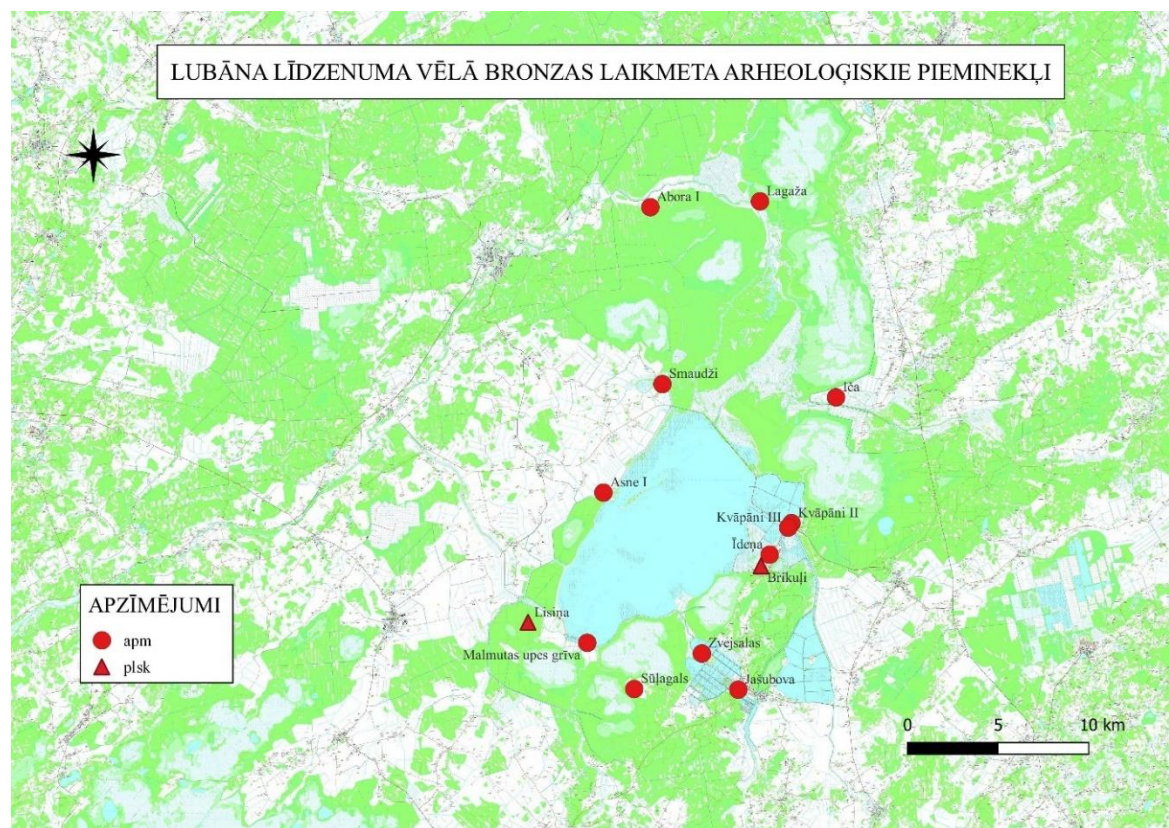 LUBĀNA LĪDZENUMA VĒLĀ BRONZAS LAIKMETA ARHEOLOĢISKIE PIEMINEKĻI
Abora I
Lagaža
Smaudži
Iča
Asne I
Kvāpāni II
Kvāpāni III
Īdeņa
Brikuļi
Lisiņa
Malmutas upes grīva
Zvejsalas
Sūļagals
Jašubova
APZĪMĒJUMI
apm
plsk
0 5 10 km